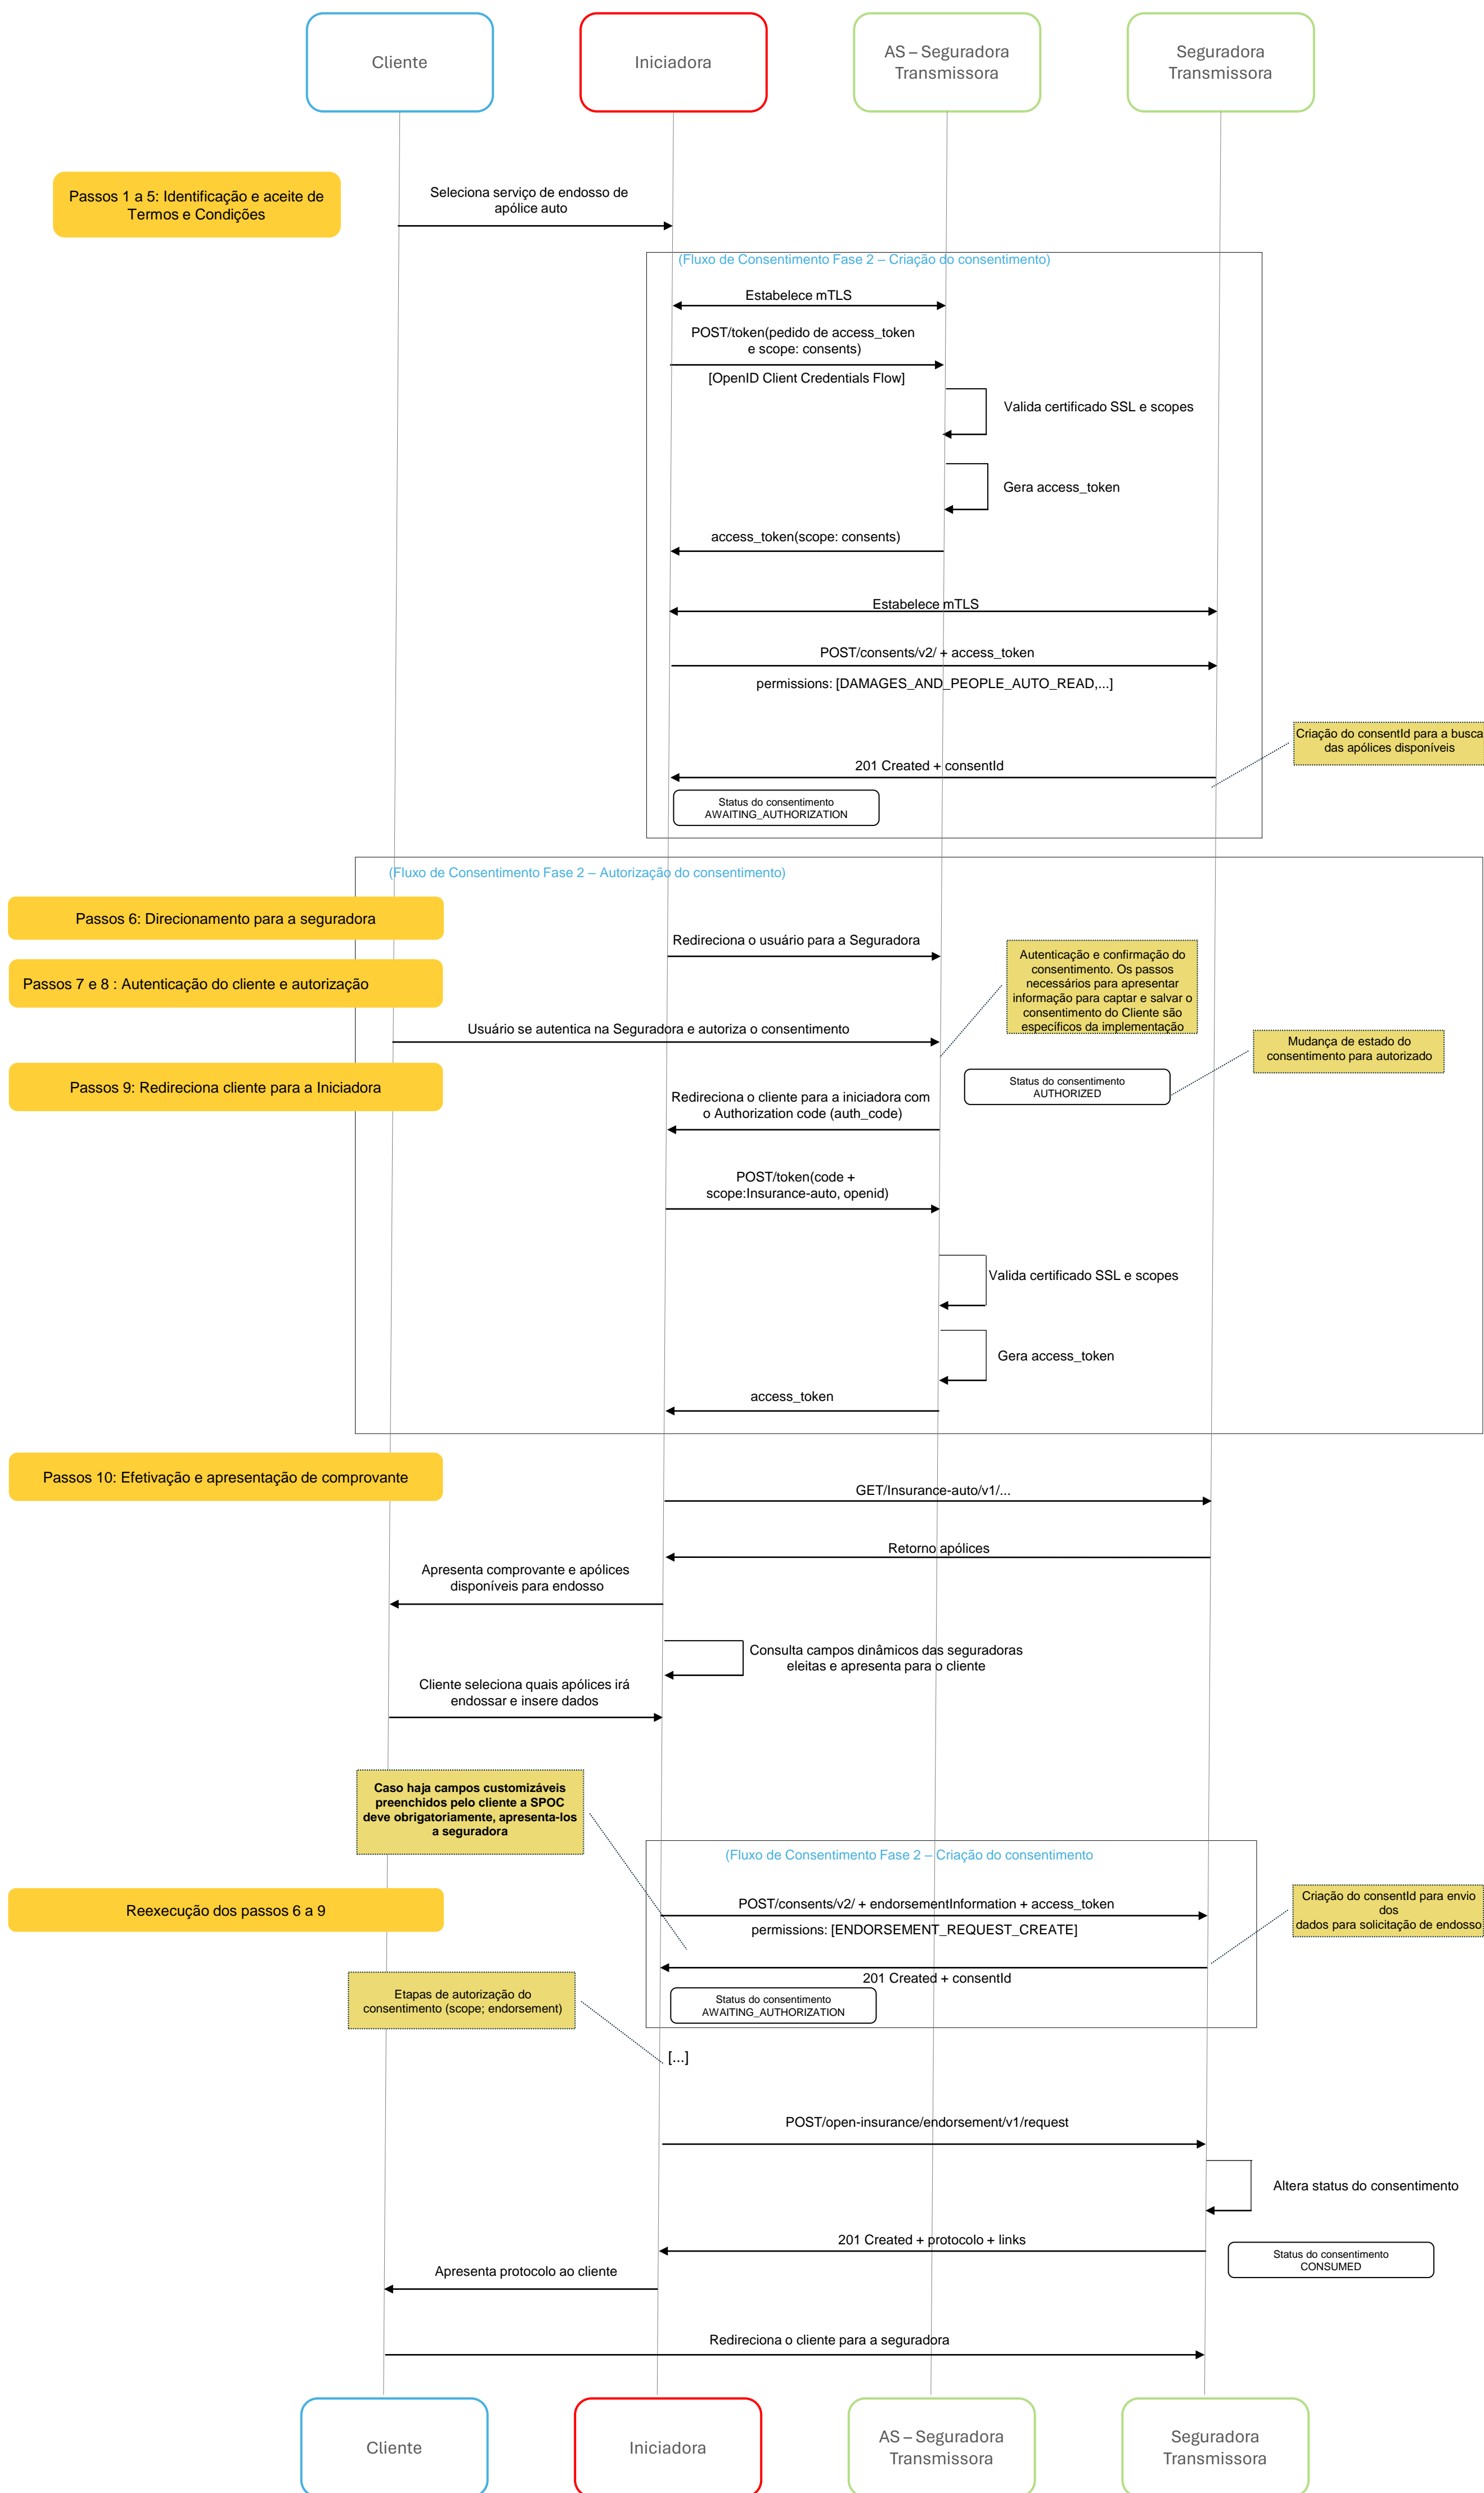 Cliente
Iniciadora
AS – Seguradora
Transmissora
Seguradora
Transmissora
Passos 1 a 5: Identificação e aceite de
Termos e Condições
Seleciona serviço de endosso de
apólice auto
(Fluxo de Consentimento Fase 2 – Criação do consentimento)
Estabelece mTLS
POST/token(pedido de access_token
e scope: consents)
[OpenID Client Credentials Flow]
Valida certificado SSL e scopes
Gera access_token
access_token(scope: consents)
Estabelece mTLS
POST/consents/v2/ + access_token
permissions: [DAMAGES_AND_PEOPLE_AUTO_READ,...]
Criação do consentId para a busca
das apólices disponíveis
201 Created + consentId
Status do consentimento
AWAITING_AUTHORIZATION
(Fluxo de Consentimento Fase 2 – Autorização do consentimento)
Passos 6: Direcionamento para a seguradora
Redireciona o usuário para a Seguradora
Autenticação e confirmação do
consentimento. Os passos
necessários para apresentar
informação para captar e salvar o
consentimento do Cliente são
específicos da implementação
Passos 7 e 8 : Autenticação do cliente e autorização
Usuário se autentica na Seguradora e autoriza o consentimento
Mudança de estado do
consentimento para autorizado
Passos 9: Redireciona cliente para a Iniciadora
Status do consentimento
AUTHORIZED
Redireciona o cliente para a iniciadora com
o Authorization code (auth_code)
POST/token(code +
scope:Insurance-auto, openid)
Valida certificado SSL e scopes
Gera access_token
access_token
Passos 10: Efetivação e apresentação de comprovante
GET/Insurance-auto/v1/...
Retorno apólices
Apresenta comprovante e apólices
disponíveis para endosso
Consulta campos dinâmicos das seguradoras
eleitas e apresenta para o cliente
Cliente seleciona quais apólices irá
endossar e insere dados
Caso haja campos customizáveis
preenchidos pelo cliente a SPOC
deve obrigatoriamente, apresenta-los
a seguradora
(Fluxo de Consentimento Fase 2 – Criação do consentimento
Reexecução dos passos 6 a 9
POST/consents/v2/ + endorsementInformation + access_token
permissions: [ENDORSEMENT_REQUEST_CREATE]
Criação do consentId para envio
dos
dados para solicitação de endosso
201 Created + consentId
Status do consentimento
AWAITING_AUTHORIZATION
Etapas de autorização do
consentimento (scope; endorsement)
[...]
POST/open-insurance/endorsement/v1/request
Altera status do consentimento
201 Created + protocolo + links
Status do consentimento
CONSUMED
Apresenta protocolo ao cliente
Redireciona o cliente para a seguradora
Cliente
Iniciadora
AS – Seguradora
Transmissora
Seguradora
Transmissora